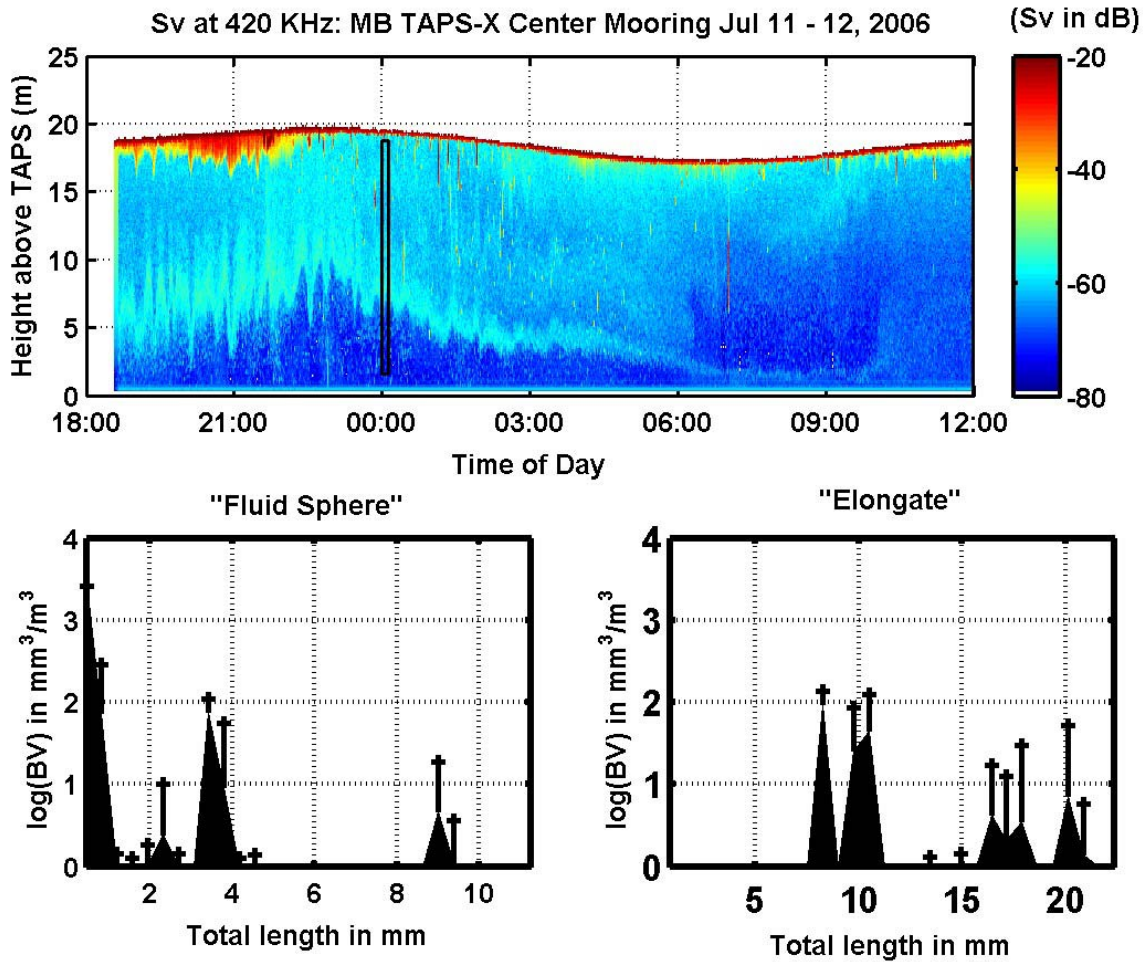 Sv at 420 KHz: MB TAPS-X Center Mooring Jul 11 - 12, 2006
(Sv in dB)
Height above TAPS (m)
25
20
15
10
5
0
18:00 21:00 00:00 03:00 06:00 09:00 12:00
Time of Day
-20
-40
-60
-80
"Fluid Sphere"
log(BV) in mm³/m³
4
3
2
1
0
2 4 6 8 10
Total length in mm
"Elongate"
log(BV) in mm³/m³
4
3
2
1
0
5 10 15 20
Total length in mm